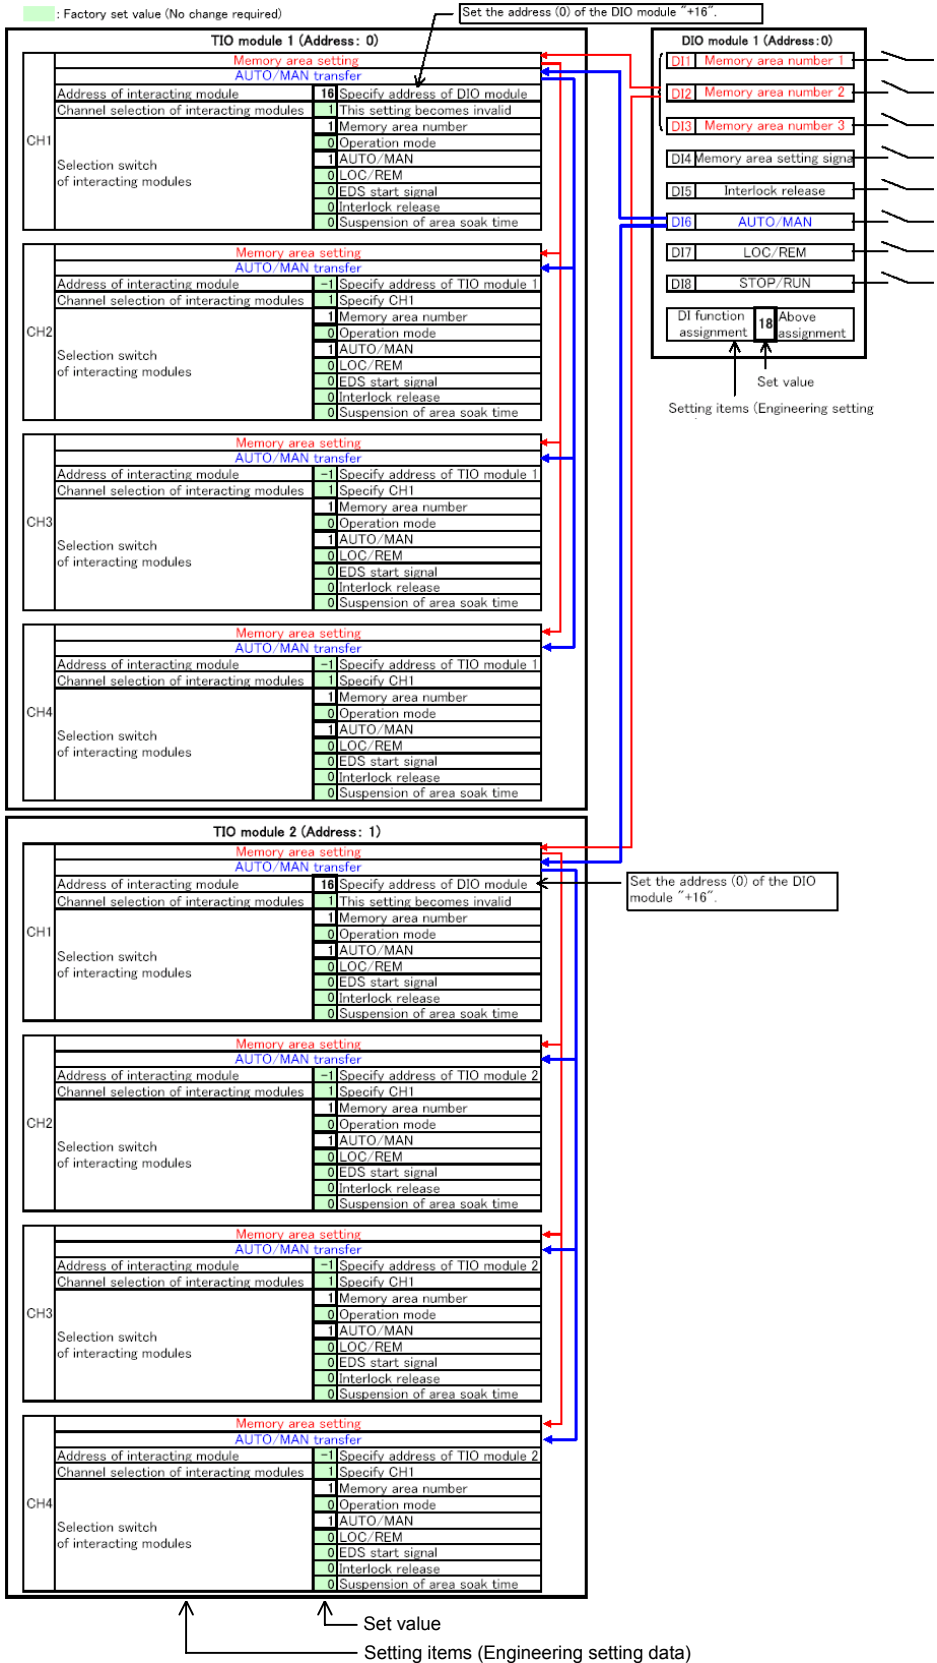 : Factory set value (No change required)
Set the address (0) of the DIO module "+16".
TIO module 1 (Address: 0)
Memory area setting
AUTO/MAN transfer
CH1
Address of interacting module 16 Specify address of DIO module
Channel selection of interacting modules 1 This setting becomes invalid
Selection switch
of interacting modules
1 Memory area number
0 Operation mode
1 AUTO/MAN
0 LOC/REM
0 EDS start signal
0 Interlock release
0 Suspension of area soak time
Memory area setting
AUTO/MAN transfer
CH2
Address of interacting module -1 Specify address of TIO module 1
Channel selection of interacting modules 1 Specify CH1
Selection switch
of interacting modules
1 Memory area number
0 Operation mode
1 AUTO/MAN
0 LOC/REM
0 EDS start signal
0 Interlock release
0 Suspension of area soak time
Memory area setting
AUTO/MAN transfer
CH3
Address of interacting module -1 Specify address of TIO module 1
Channel selection of interacting modules 1 Specify CH1
Selection switch
of interacting modules
1 Memory area number
0 Operation mode
1 AUTO/MAN
0 LOC/REM
0 EDS start signal
0 Interlock release
0 Suspension of area soak time
Memory area setting
AUTO/MAN transfer
CH4
Address of interacting module -1 Specify address of TIO module 1
Channel selection of interacting modules 1 Specify CH1
Selection switch
of interacting modules
1 Memory area number
0 Operation mode
1 AUTO/MAN
0 LOC/REM
0 EDS start signal
0 Interlock release
0 Suspension of area soak time
DIO module 1 (Address:0)
DI1 Memory area number 1
DI2 Memory area number 2
DI3 Memory area number 3
DI4 Memory area setting signa
DI5 Interlock release
DI6 AUTO/MAN
DI7 LOC/REM
DI8 STOP/RUN
DI function
assignment
18
Above
assignment
Set value
Setting items (Engineering setting
TIO module 2 (Address: 1)
Memory area setting
AUTO/MAN transfer
CH1
Address of interacting module 16 Specify address of DIO module
Channel selection of interacting modules 1 This setting becomes invalid
Selection switch
of interacting modules
1 Memory area number
0 Operation mode
1 AUTO/MAN
0 LOC/REM
0 EDS start signal
0 Interlock release
0 Suspension of area soak time
Set the address (0) of the DIO
module "+16".
Memory area setting
AUTO/MAN transfer
CH2
Address of interacting module -1 Specify address of TIO module 2
Channel selection of interacting modules 1 Specify CH1
Selection switch
of interacting modules
1 Memory area number
0 Operation mode
1 AUTO/MAN
0 LOC/REM
0 EDS start signal
0 Interlock release
0 Suspension of area soak time
Memory area setting
AUTO/MAN transfer
CH3
Address of interacting module -1 Specify address of TIO module 2
Channel selection of interacting modules 1 Specify CH1
Selection switch
of interacting modules
1 Memory area number
0 Operation mode
1 AUTO/MAN
0 LOC/REM
0 EDS start signal
0 Interlock release
0 Suspension of area soak time
Memory area setting
AUTO/MAN transfer
CH4
Address of interacting module -1 Specify address of TIO module 2
Channel selection of interacting modules 1 Specify CH1
Selection switch
of interacting modules
1 Memory area number
0 Operation mode
1 AUTO/MAN
0 LOC/REM
0 EDS start signal
0 Interlock release
0 Suspension of area soak time
Set value
Setting items (Engineering setting data)